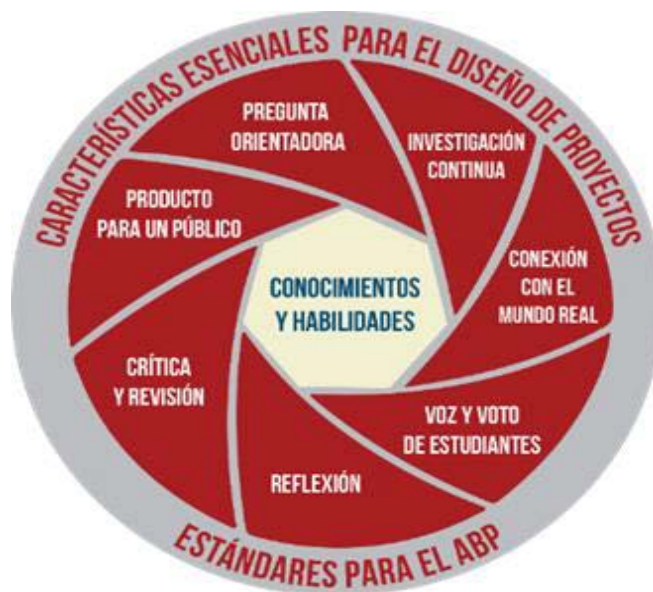 CARACTERÍSTICAS ESENCIALES PARA EL DISEÑO DE PROYECTOS
PREGUNTA
ORIENTADORA
INVESTIGACIÓN
CONTINUA
CONEXIÓN
CON EL
MUNDO REAL
VOZ Y VOTO
DE ESTUDIANTES
REFLEXIÓN
CRÍTICA
Y REVISIÓN
PRODUCTO
PARA UN PÚBLICO
CONOCIMIENTOS
Y HABILIDADES
ESTÁNDARES PARA EL ABP